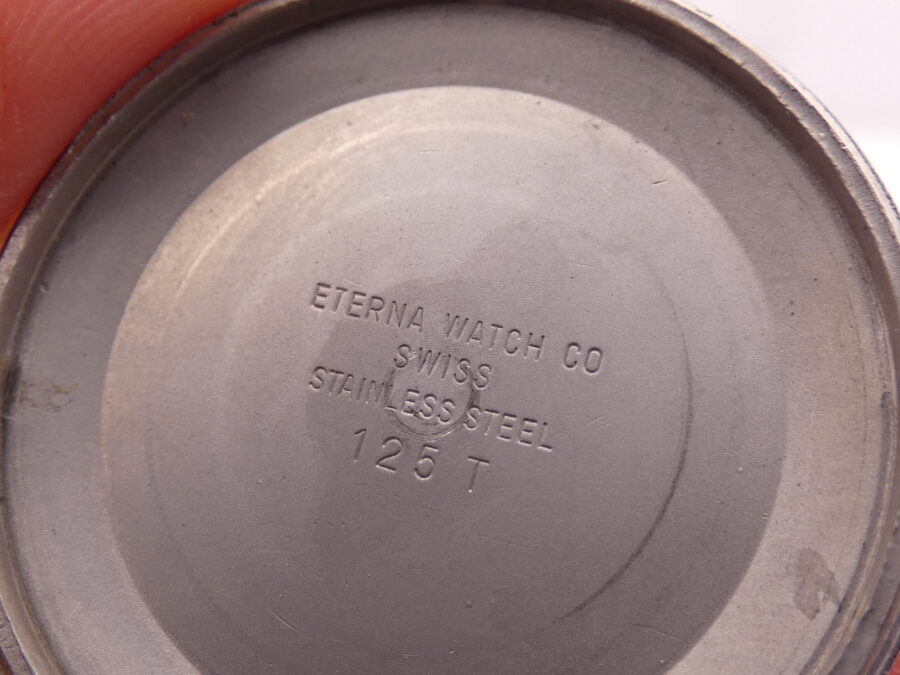 ETERNA WATCH CO
SWISS
STAINLESS STEEL
125 T